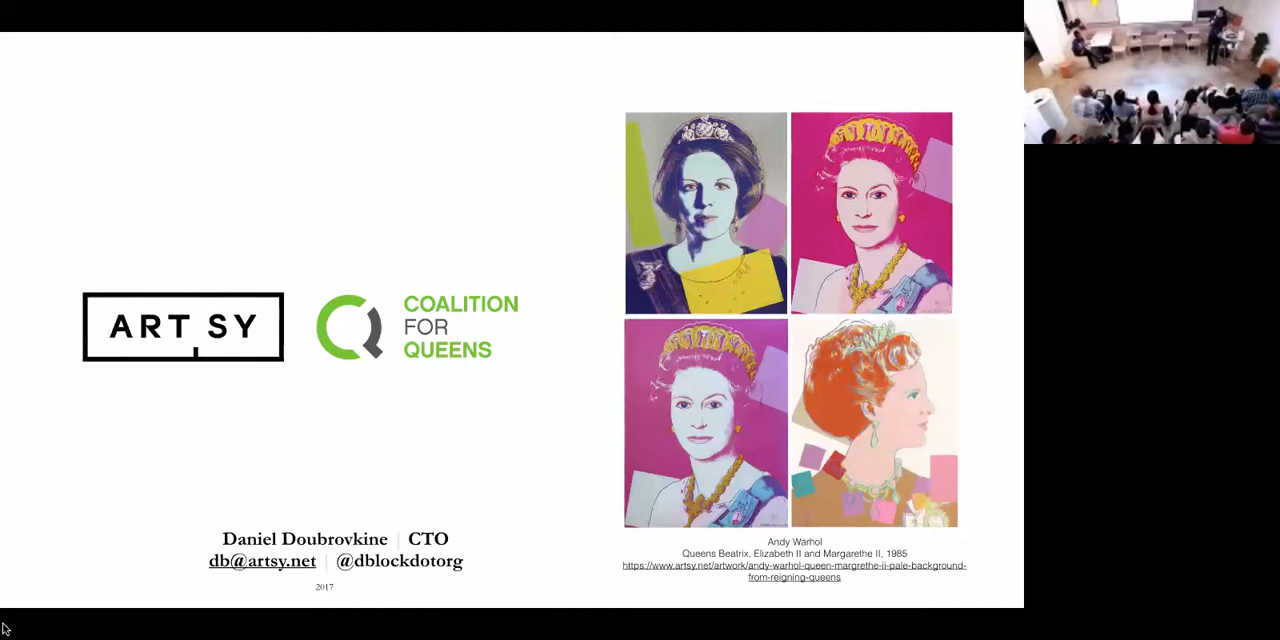 ART SY
COALITION
FOR
QUEENS
Daniel Doubrovkine | CTO
db@artsy.net | @dblockdotorg
2017
Andy Warhol
Queens Beatrix, Elizabeth II and Margarethe II, 1985
https://www.artsy.net/artwork/andy-warhol-queen-margrethe-ii-pale-background-
from-reigning-queens